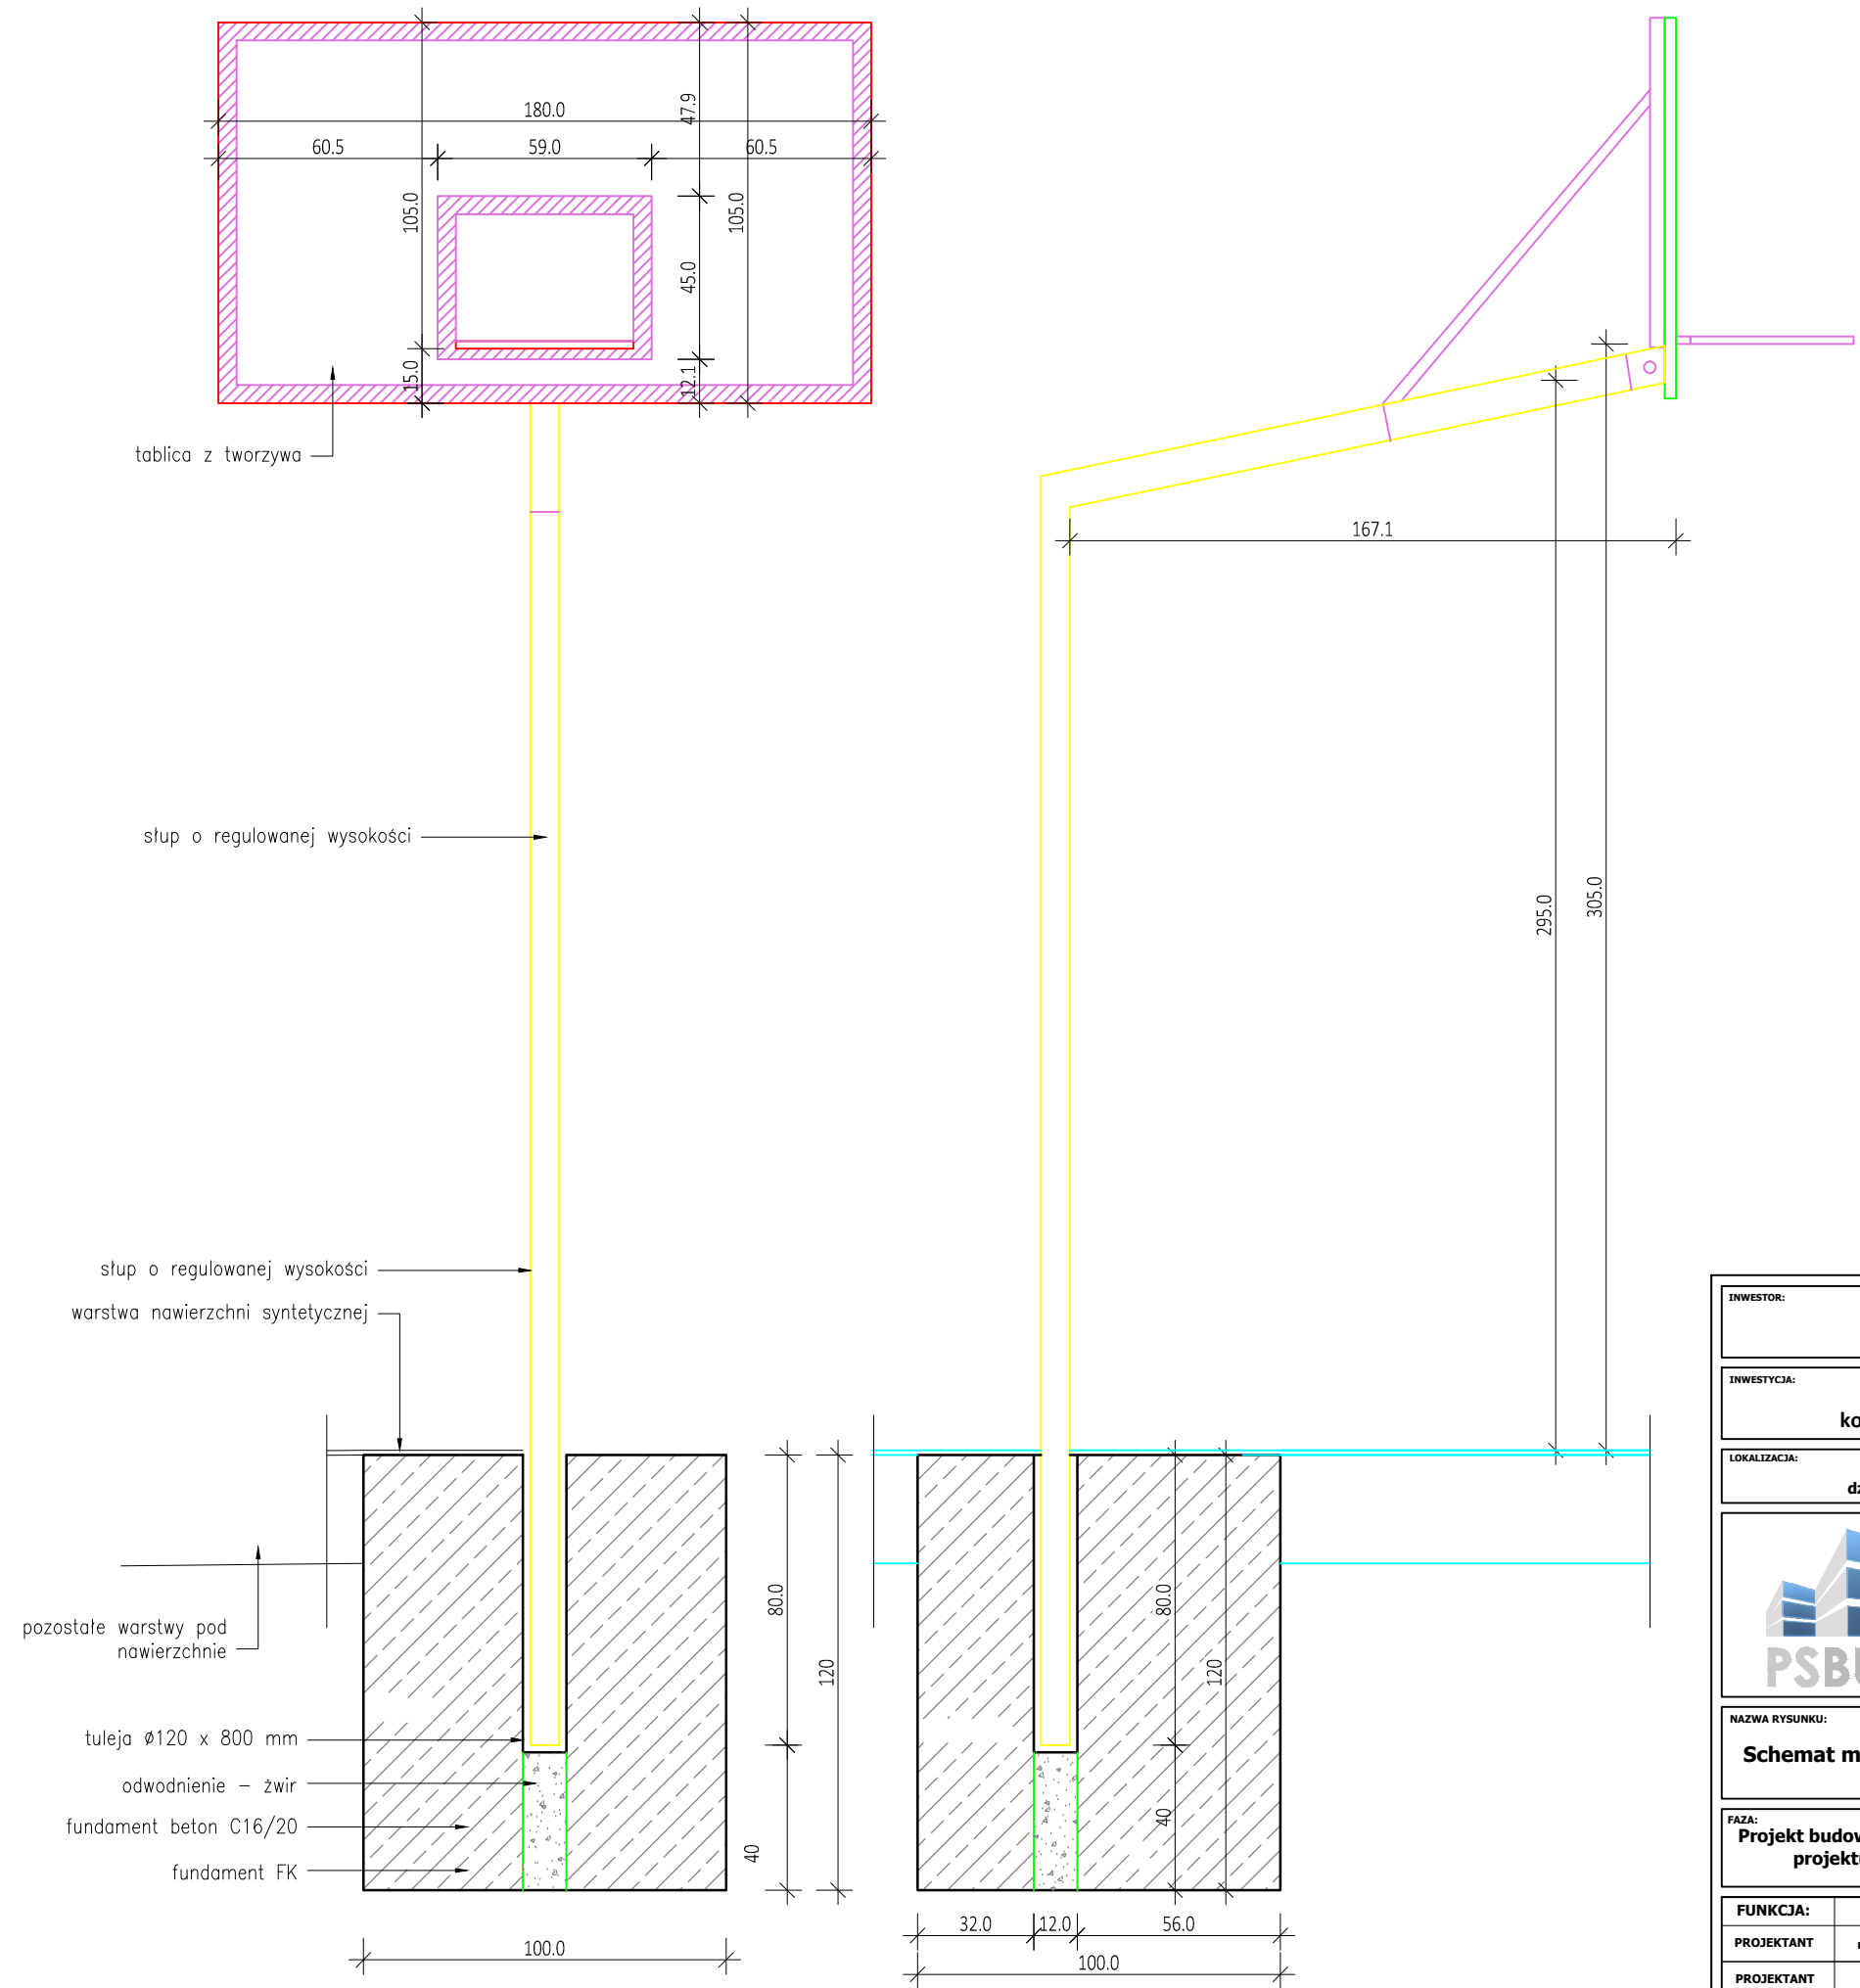 180.0
60.5
59.0
60.5
47.9
105.0
105.0
45.0
15.0
12.1
tablica z tworzywa
167.1
słup o regulowanej wysokości
295.0
305.0
słup o regulowanej wysokości
warstwa nawierzchni syntetycznej
80.0
120
80.0
120
pozostałe warstwy pod
nawierzchnie
tuleja Ø120 x 800 mm
odwodnienie – żwir
fundament beton C16/20
fundament FK
40
40
32.0
12.0
56.0
100.0
100.0
INWESTOR:
INWESTYCJA:
LOKALIZACJA:
NAZWA RYSUNKU:
Schemat
FAZA:
Projekt
FUNKCJA:
PROJEKTANT
PROJEKTANT